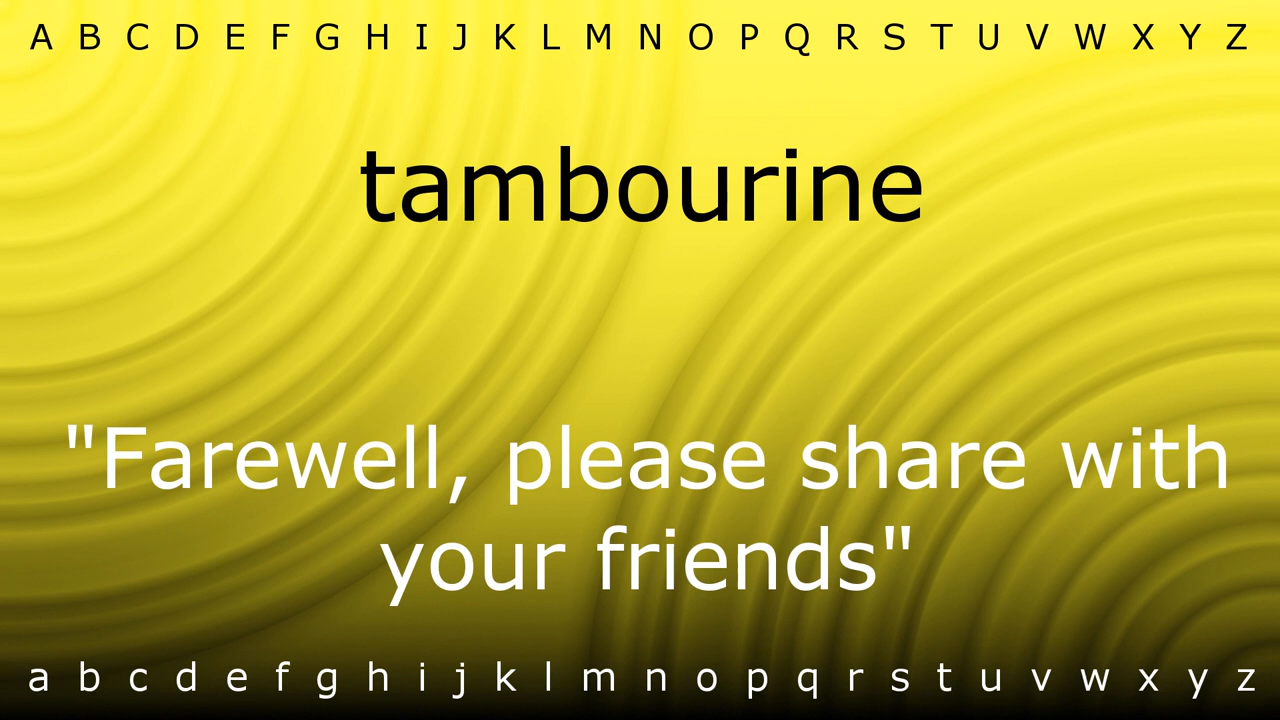 A B C D E F G H I J K L M N O P Q R S T U V W X Y Z
tambourine
"Farewell, please share with
your friends"
a b c d e f g h i j k l m n o p q r s t u v w x y z